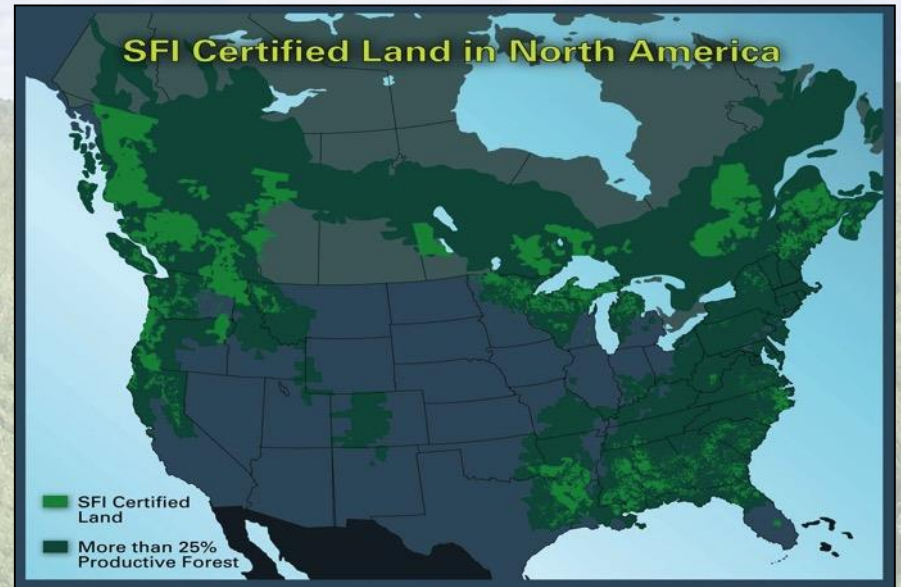 SFI Certified Land in North America
SFI Certified
Land
More than 25%
Productive Forest